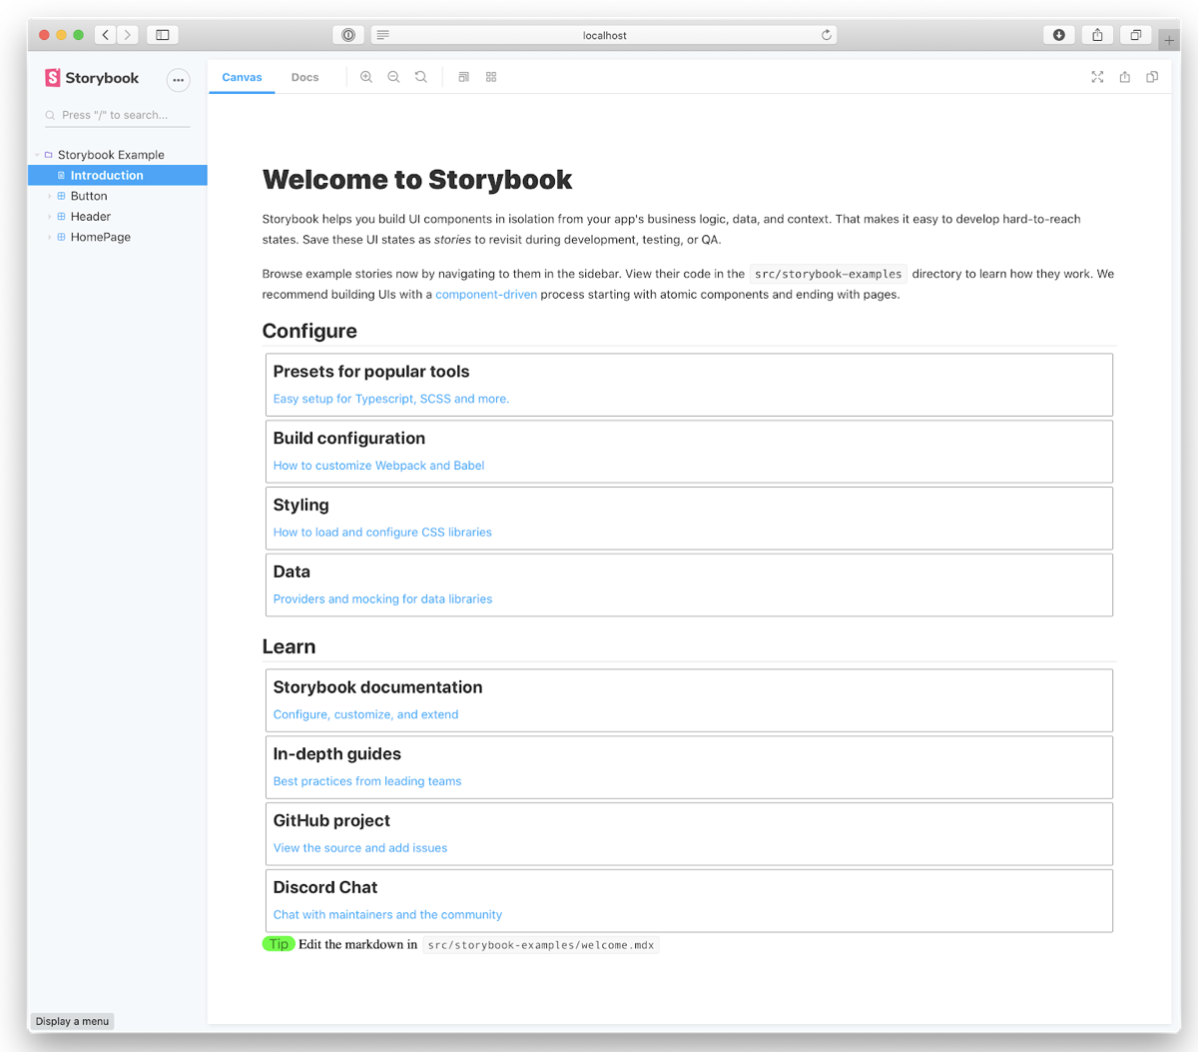 localhost
Storybook
Canvas
Docs
Press "/" to search...
Storybook Example
Introduction
Button
Header
HomePage
Welcome to Storybook
Storybook helps you build UI components in isolation from your app's business logic, data, and context. That makes it easy to develop hard-to-reach
states. Save these UI states as stories to revisit during development, testing, or QA.
Browse example stories now by navigating to them in the sidebar. View their code in the src/storybook-examples directory to learn how they work. We
recommend building UIs with a component-driven process starting with atomic components and ending with pages.
Configure
Presets for popular tools
Easy setup for Typescript, SCSS and more.
Build configuration
How to customize Webpack and Babel
Styling
How to load and configure CSS libraries
Data
Providers and mocking for data libraries
Learn
Storybook documentation
Configure, customize, and extend
In-depth guides
Best practices from leading teams
GitHub project
View the source and add issues
Discord Chat
Chat with maintainers and the community
Tip Edit the markdown in src/storybook-examples/welcome.mdx
Display a menu